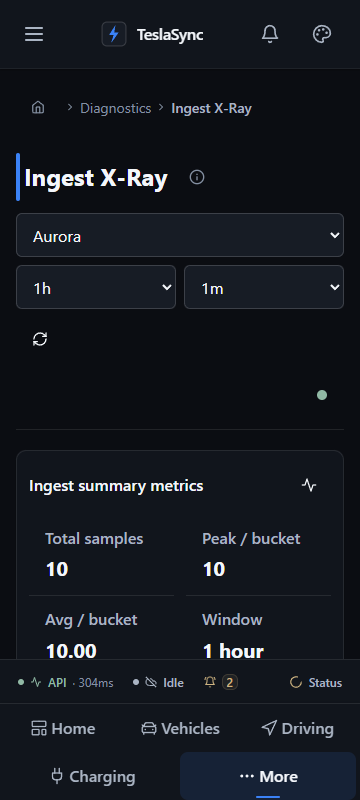 TeslaSync
Diagnostics Ingest X-Ray
Ingest X-Ray
Aurora
1h 1m
Ingest summary metrics
Total samples Peak / bucket
10 10
Avg / bucket Window
10.00 1 hour
API · 304ms Idle 2 Status
Home Vehicles Driving
Charging More